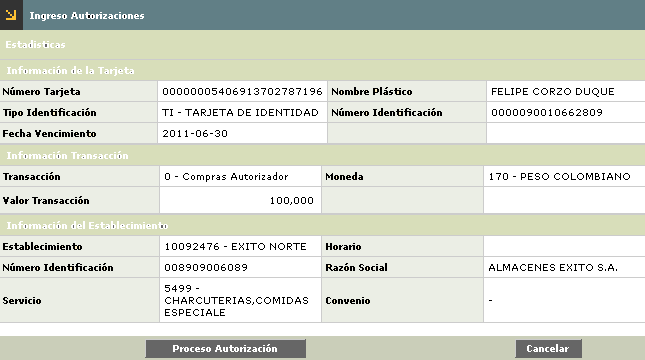 Ingreso Autorizaciones
Estadísticas
Información de la Tarjeta
Número Tarjeta 00000005406913702787196 Nombre Plástico FELIPE CORZO DUQUE
Tipo Identificación TI - TARJETA DE IDENTIDAD Número Identificación 0000090010662809
Fecha Vencimiento 2011-06-30
Información Transacción
Transacción 0 - Compras Autorizador Moneda 170 - PESO COLOMBIANO
Valor Transacción 100,000
Información del Establecimiento
Establecimiento 10092476 - EXITO NORTE Horario
Número Identificación 008909006089 Razón Social ALMACENES EXITO S.A.
Servicio 5499 -
CHARCUTERIAS,COMIDAS
ESPECIALE Convenio -
Proceso Autorización Cancelar